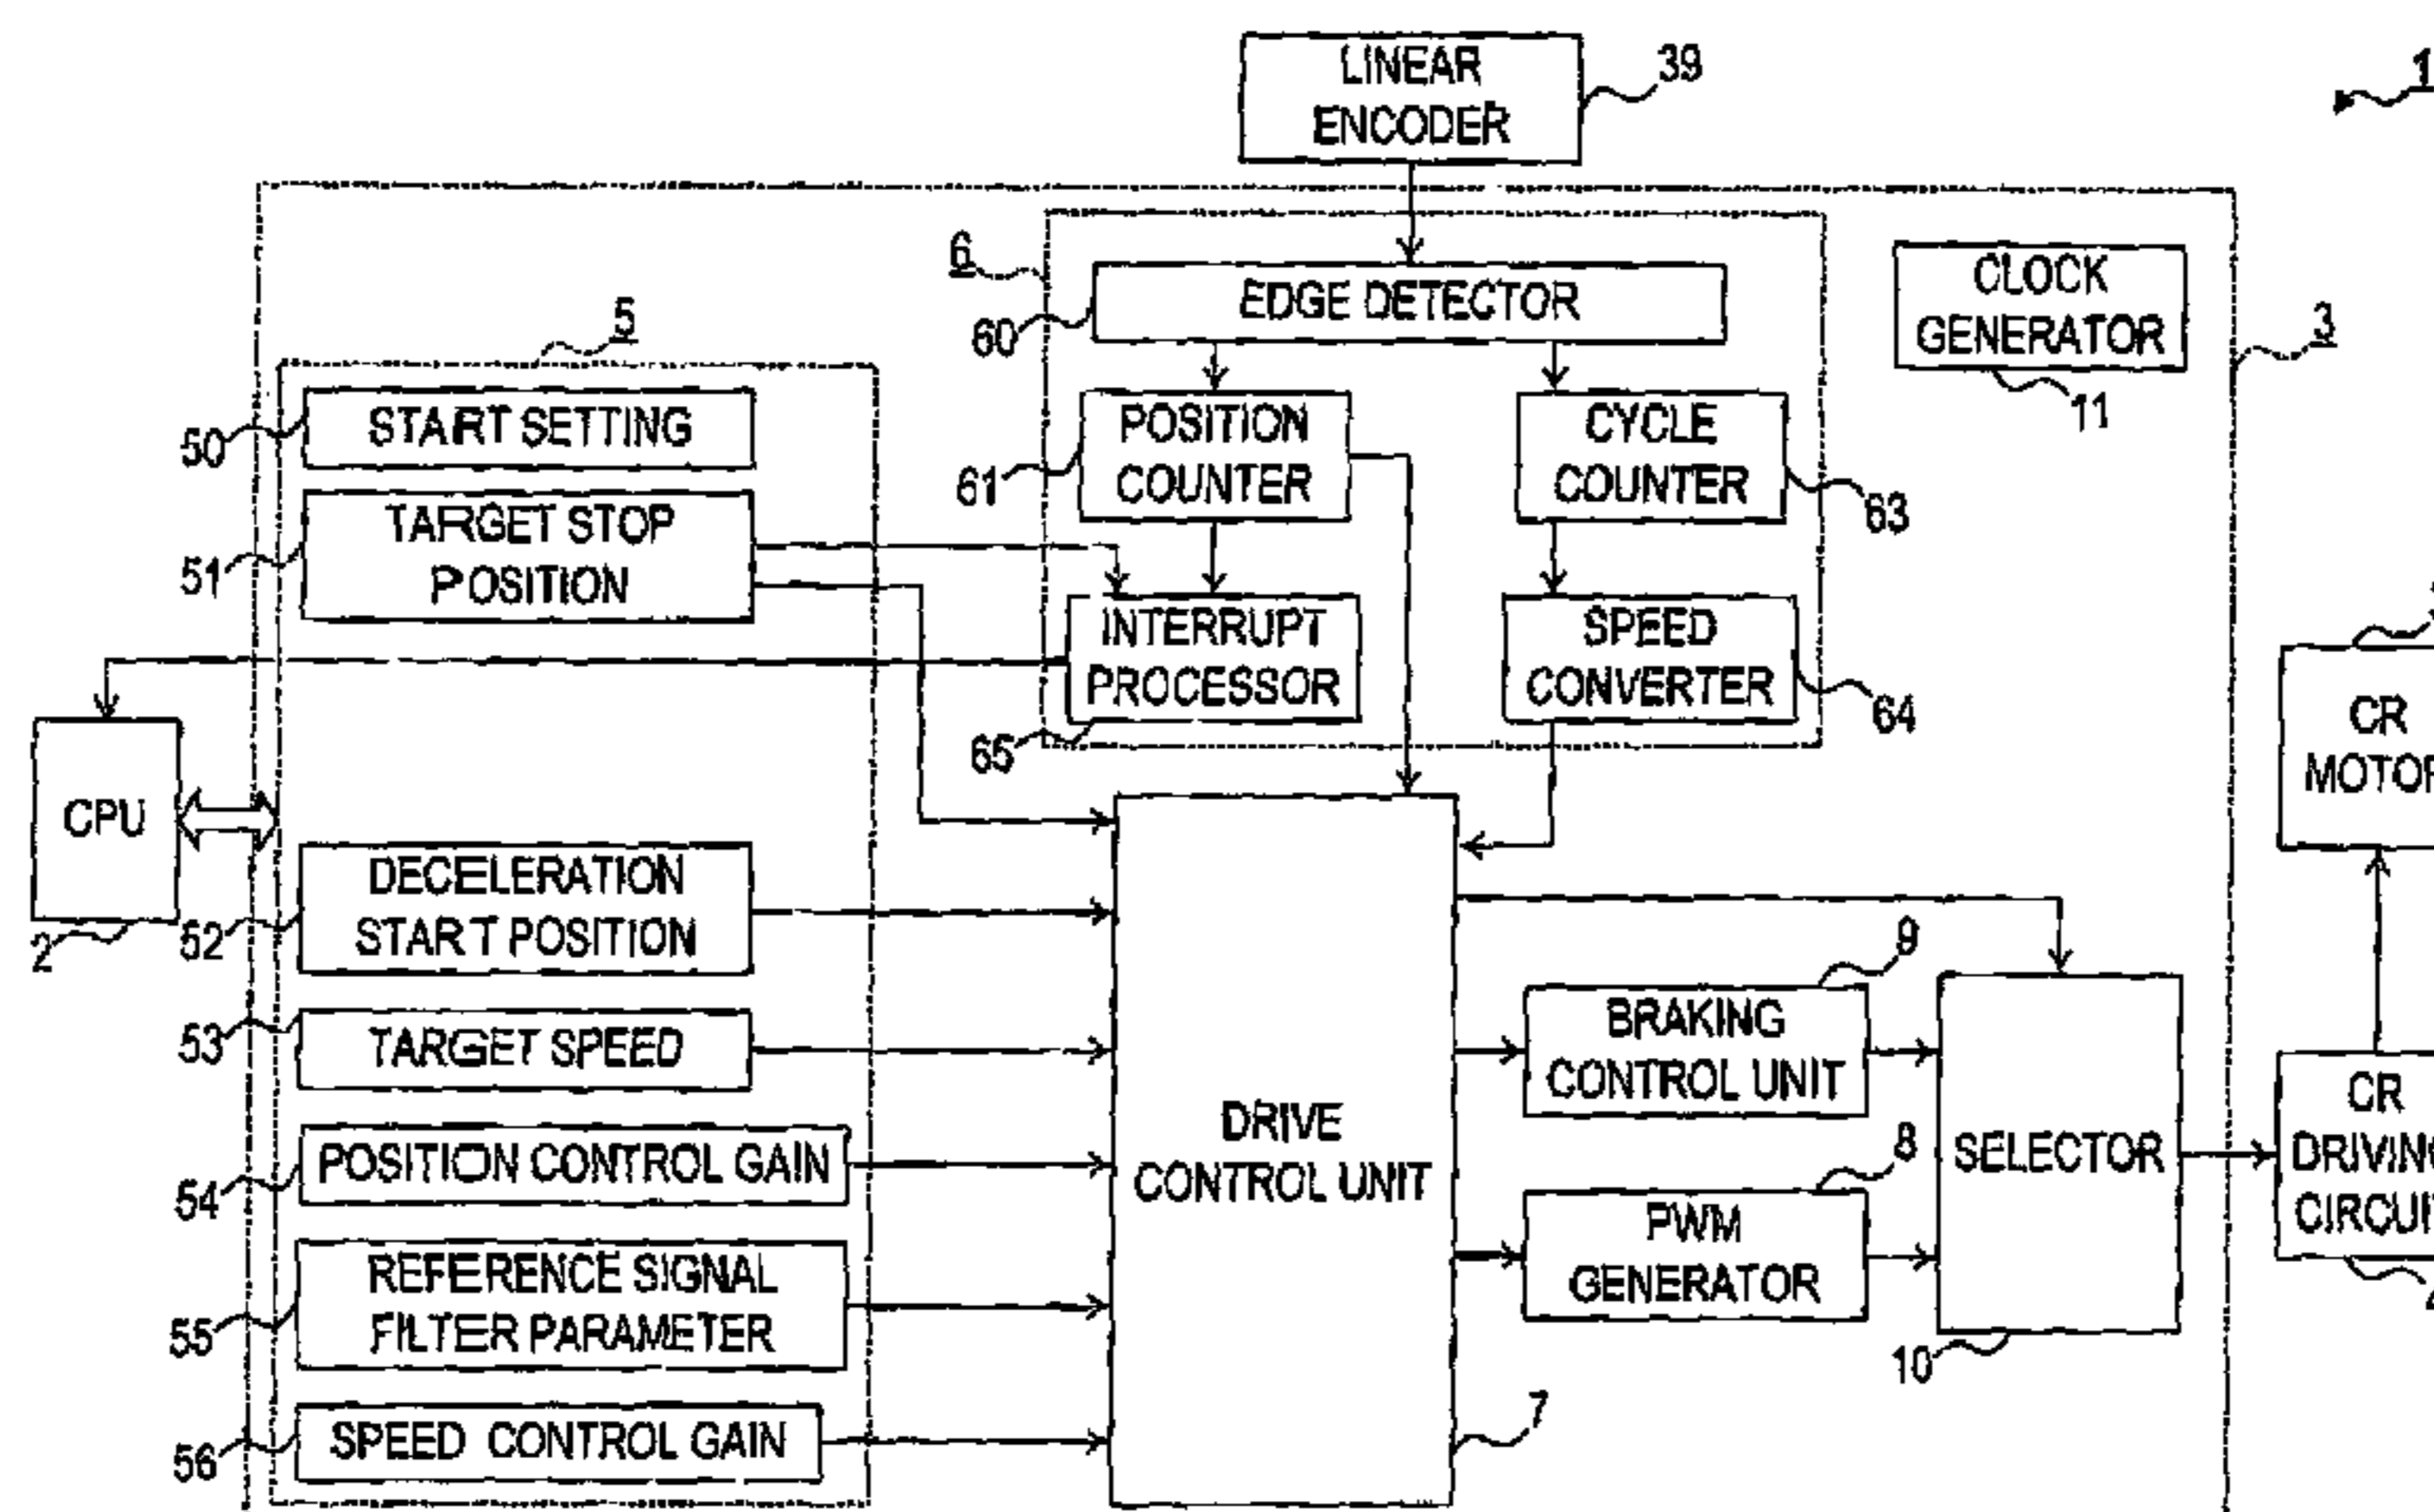 LINEAR
ENCODER
39
1
6
EDGE DETECTOR
60
CLOCK
GENERATOR
11
3
5
50
START SETTING
POSITION
COUNTER
61
CYCLE
COUNTER
63
51
TARGET STOP
POSITION
INTERRUPT
PROCESSOR
65
SPEED
CONVERTER
64
CPU
2
CR
MOTOR
52
DECELERATION
START POSITION
53
TARGET SPEED
9
BRAKING
CONTROL UNIT
DRIVE
CONTROL UNIT
7
54
POSITION CONTROL GAIN
8
PWM
GENERATOR
SELECTOR
10
CR
DRIVING
CIRCUIT
55
REFERENCE SIGNAL
FILTER PARAMETER
56
SPEED CONTROL GAIN